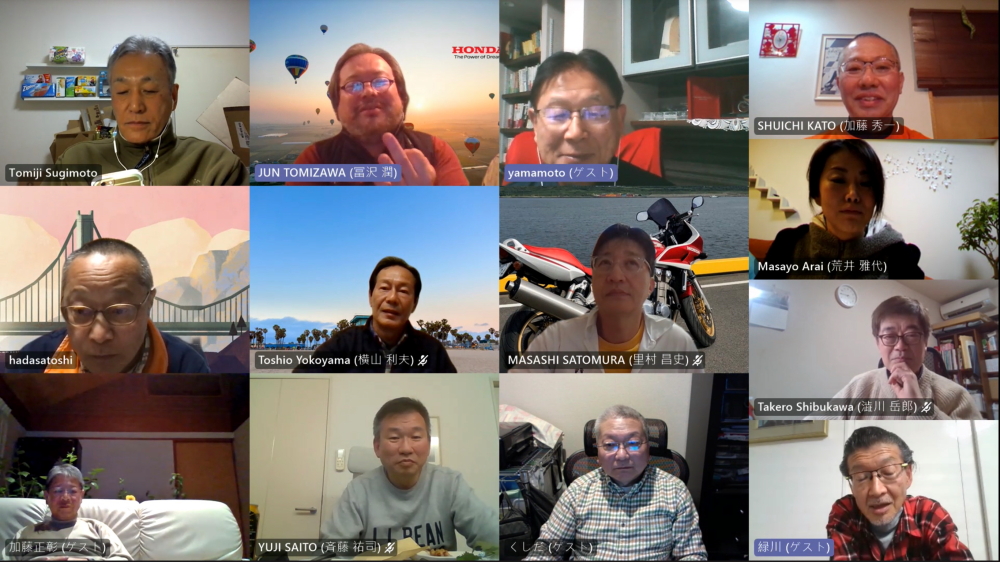 HONDA
The Power of Dreams
Tomiji Sugimoto
JUN TOMIZAWA (冨沢 潤)
yamamoto (ゲスト)
SHUICHI KATO (加藤 秀一)
Masayo Arai (荒井 雅代)
hadasatoshi
Toshio Yokoyama (横山 利夫)
MASASHI SATOMURA (里村 昌史)
Takero Shibukawa (澁川 岳郎)
加藤正彰 (ゲスト)
YUJI SAITO (斉藤 祐司)
くしだ (ゲスト)
緑川 (ゲスト)